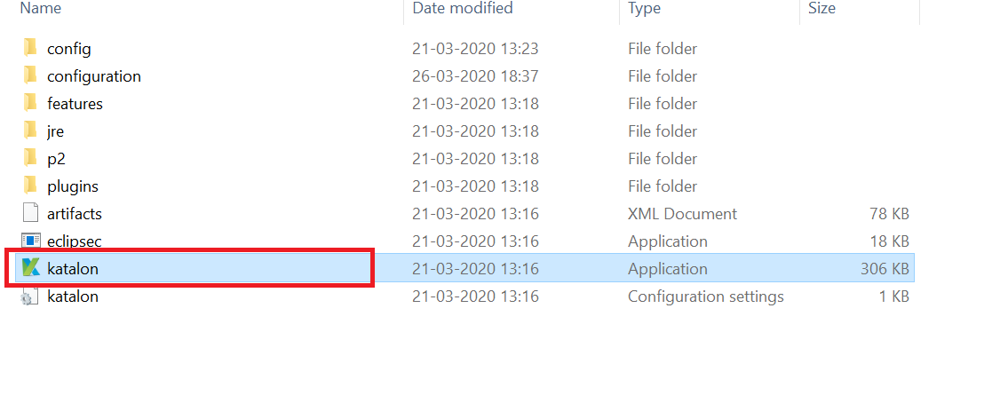 Name Date modified Type Size
config 21-03-2020 13:23 File folder
configuration 26-03-2020 18:37 File folder
features 21-03-2020 13:18 File folder
jre 21-03-2020 13:18 File folder
p2 21-03-2020 13:18 File folder
plugins 21-03-2020 13:18 File folder
artifacts 21-03-2020 13:16 XML Document 78 KB
eclipsec 21-03-2020 13:16 Application 18 KB
katalon 21-03-2020 13:16 Application 306 KB
katalon 21-03-2020 13:16 Configuration settings 1 KB